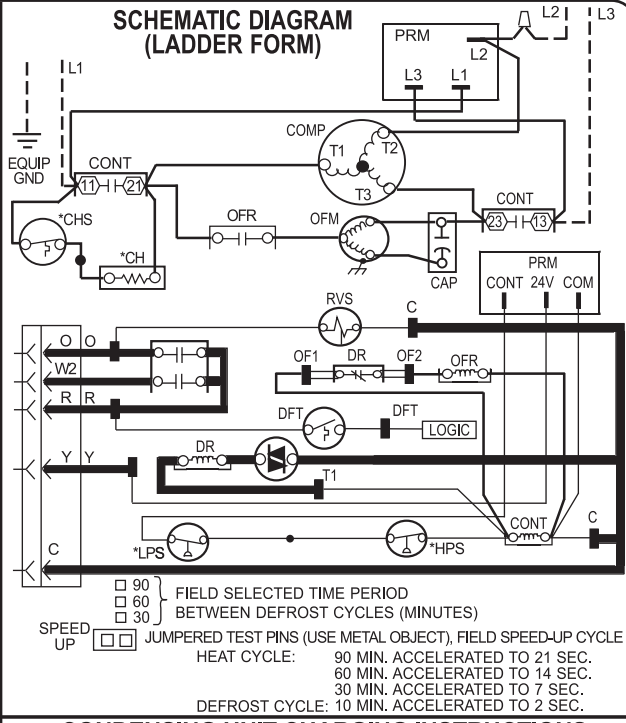 SCHEMATIC DIAGRAM
(LADDER FORM)
L1
PRM
L2
L3
L1
L2
L3
EQUIP
GND
CONT
11
21
COMP
T1
T2
T3
*CHS
*CH
OFR
OFM
CAP
CONT
23
13
PRM
CONT 24V COM
RVS
C
O O
W2
R R
OF1 DR OF2
OFR
DFT
DFT
LOGIC
DR
Y Y
T1
CONT
C
*LPS
*HPS
C
90
60
30
FIELD SELECTED TIME PERIOD
BETWEEN DEFROST CYCLES (MINUTES)
SPEED
UP
JUMPERED TEST PINS (USE METAL OBJECT), FIELD SPEED-UP CYCLE
HEAT CYCLE: 90 MIN. ACCELERATED TO 21 SEC.
60 MIN. ACCELERATED TO 14 SEC.
30 MIN. ACCELERATED TO 7 SEC.
DEFROST CYCLE: 10 MIN. ACCELERATED TO 2 SEC.
CONDENSING UNIT CHARGING INSTRUCTIONS